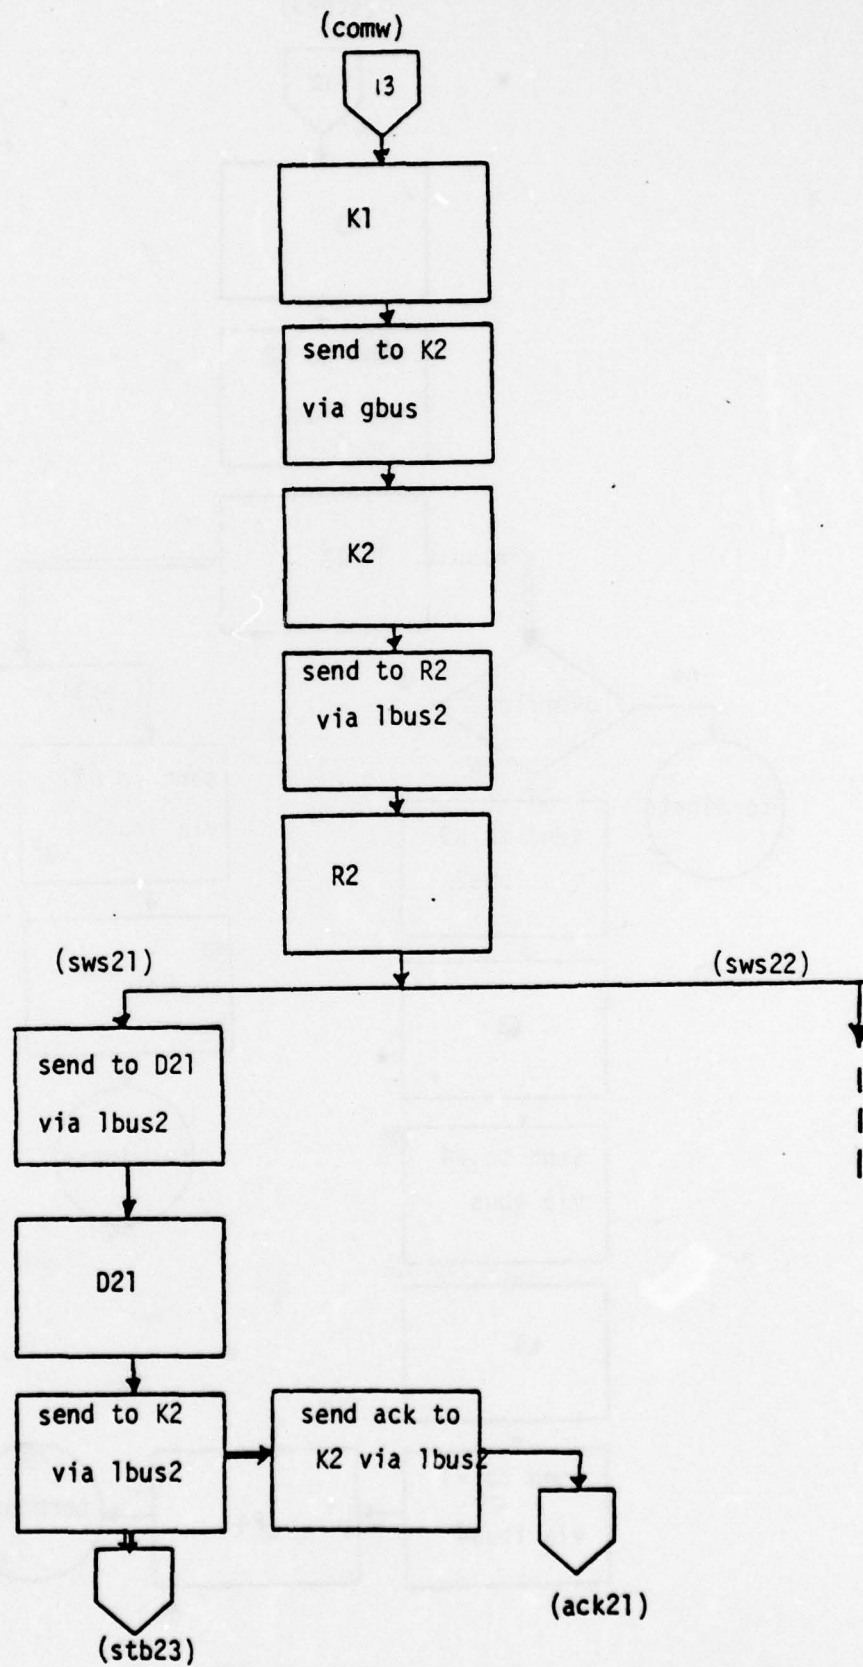 (comw)
13
K1
send to K2
via gbus
K2
send to R2
via lbus2
R2
(sws21)
(sws22)
send to D21
via lbus2
D21
send to K2
via lbus2
send ack to
K2 via lbus2
(ack21)
(stb23)